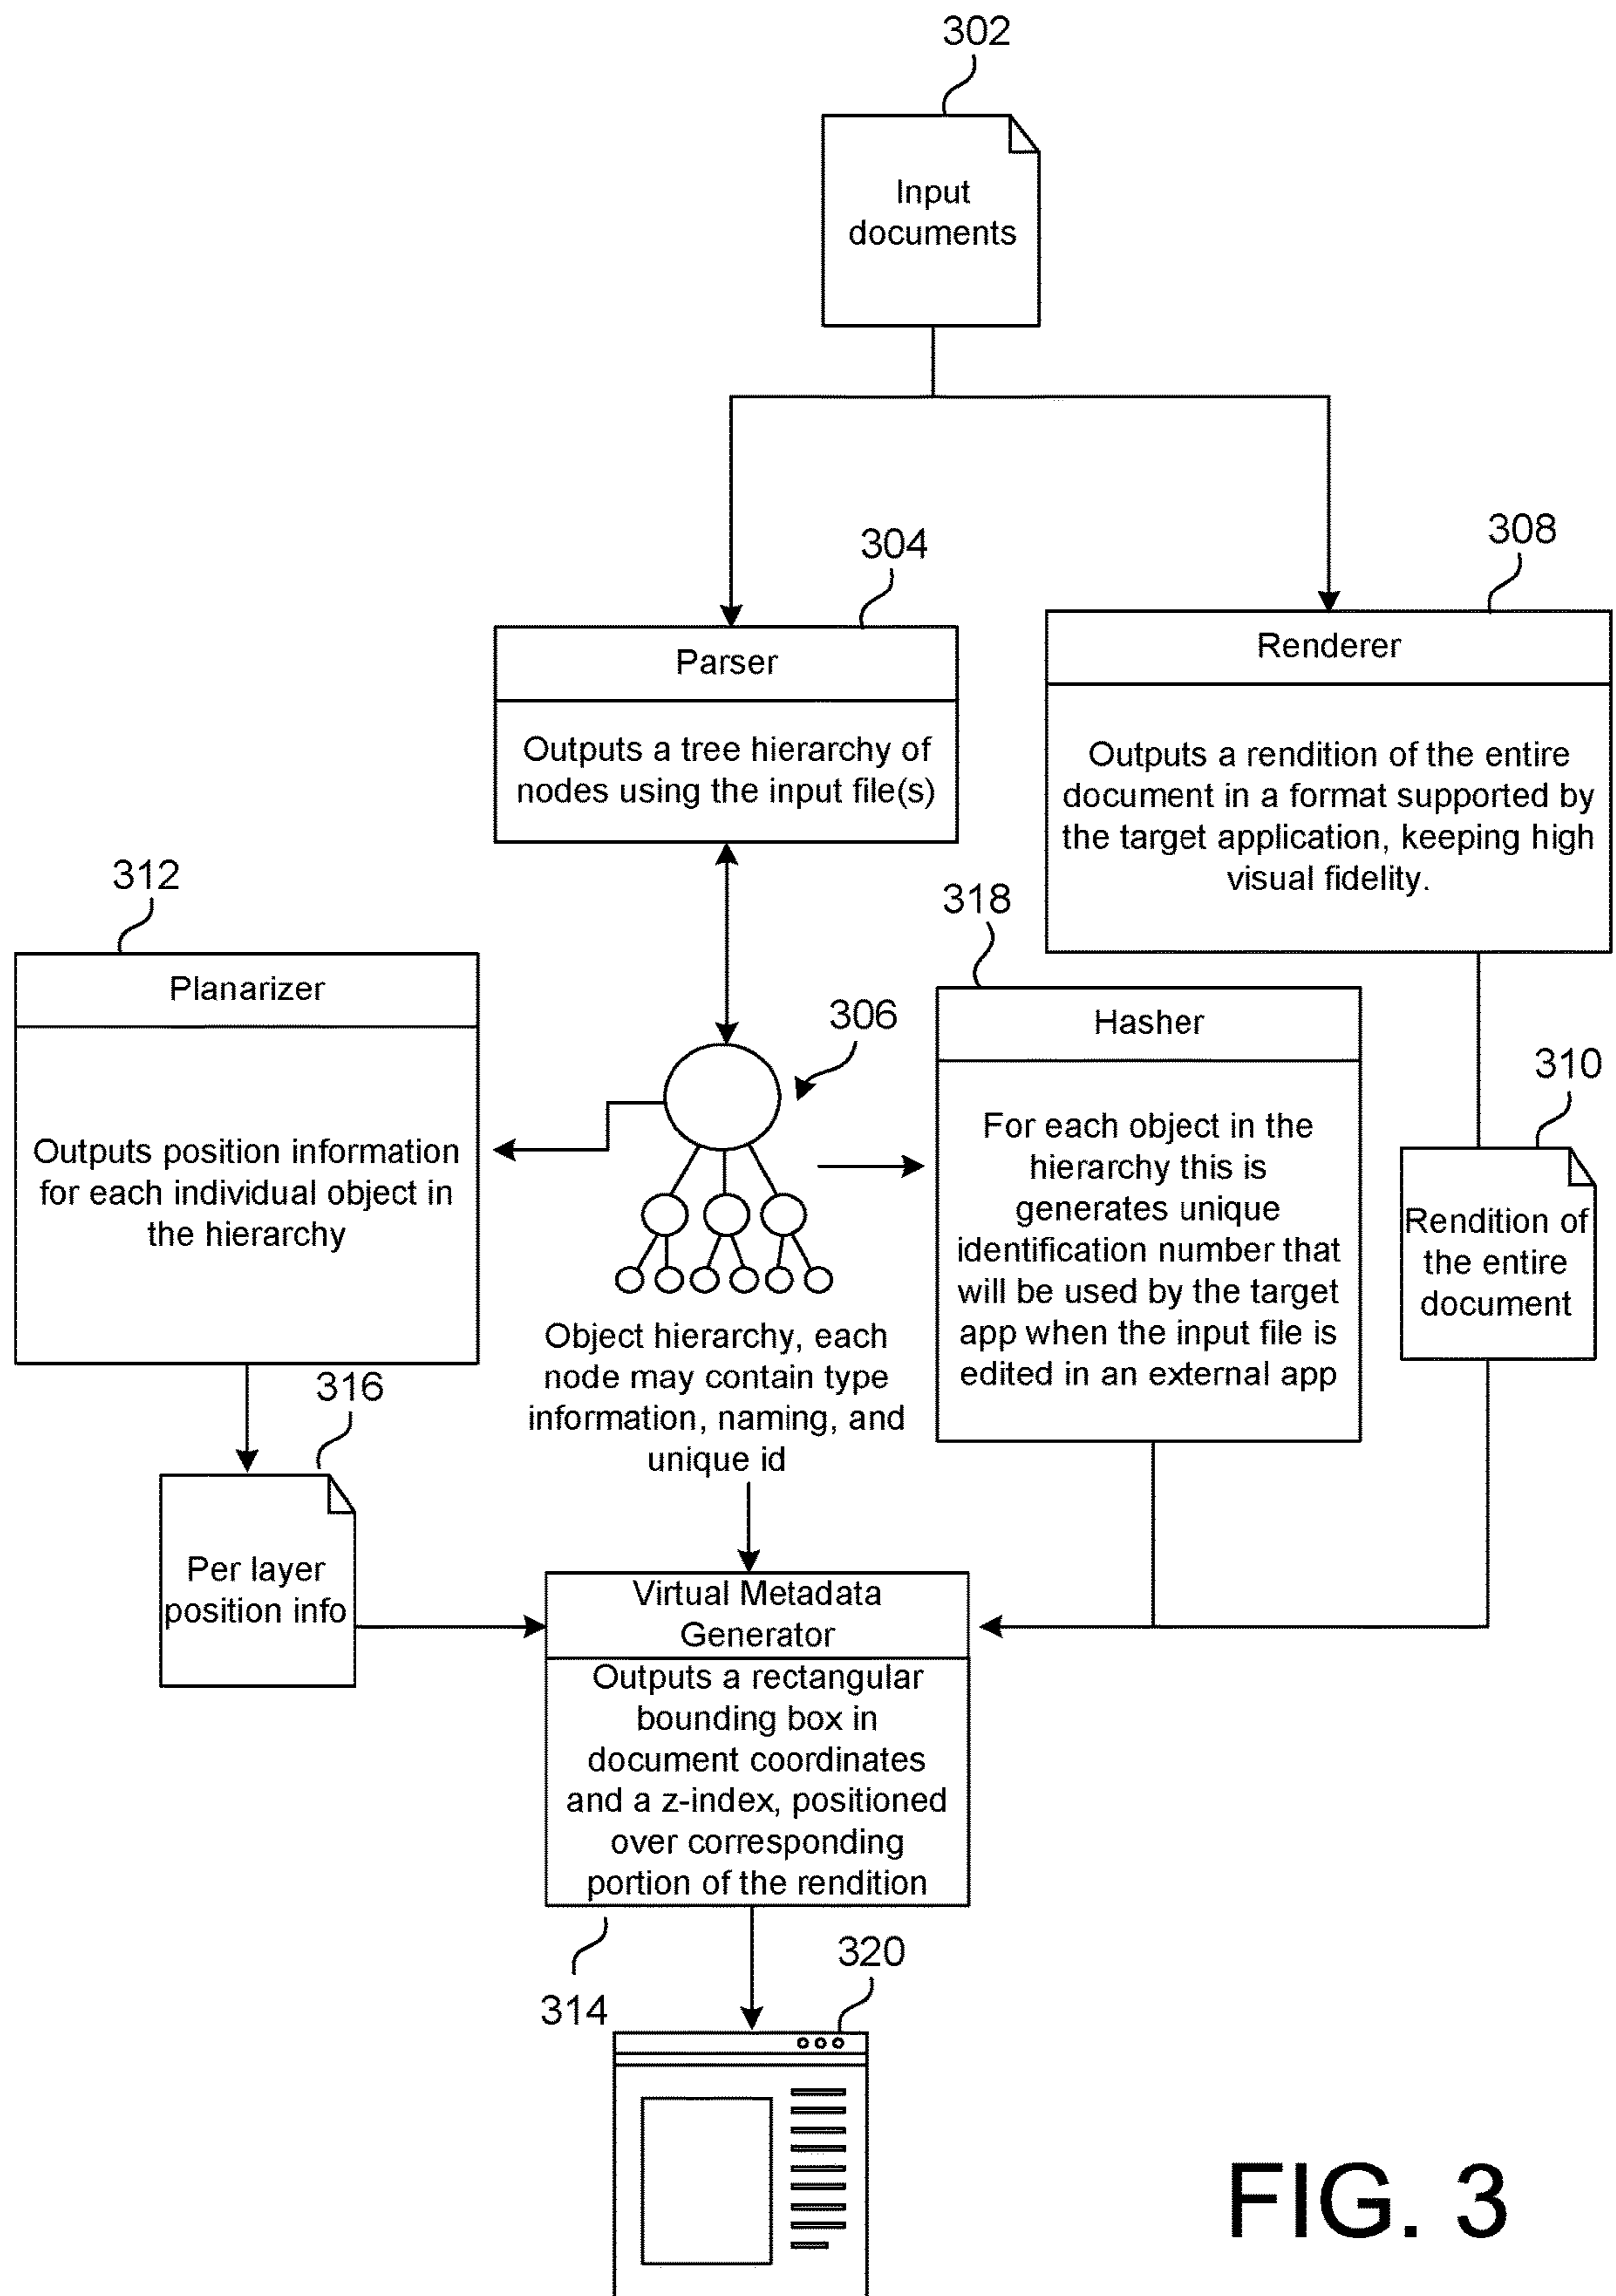 302
Input
documents
304
Parser
Outputs a tree hierarchy of
nodes using the input file(s)
308
Renderer
Outputs a rendition of the entire
document in a format supported by
the target application, keeping high
visual fidelity.
312
Planarizer
Outputs position information
for each individual object in
the hierarchy
306
Object hierarchy, each
node may contain type
information, naming, and
unique id
318
Hasher
For each object in the
hierarchy this is
generates unique
identification number that
will be used by the target
app when the input file is
edited in an external app
310
Rendition of
the entire
document
316
Per layer
position info
Virtual Metadata
Generator
Outputs a rectangular
bounding box in
document coordinates
and a z-index, positioned
over corresponding
portion of the rendition
314
320
FIG. 3